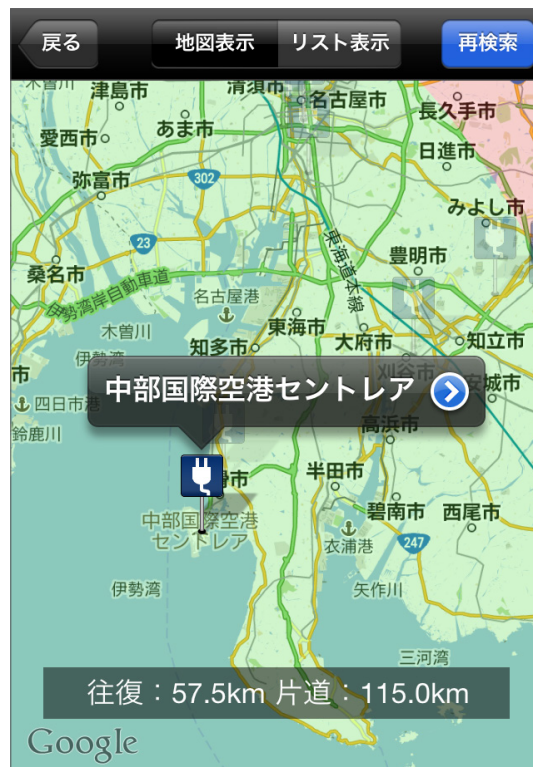 戻る
地図表示
リスト表示
再検索
木曽川
津島市
清須市
名古屋市
長久手市
あま市
愛西市
日進市
弥富市
302
みよし市
23
豊明市
東海道本線
桑名市
伊勢湾岸自動車道
名古屋港
木曽川
東海市
知多市
大府市
知立市
伊勢湾
市
刈谷市
安城市
中部国際空港セントレア
四日市港
鈴鹿川
高浜市
滑市
半田市
中部国際空港
セントレア
碧南市
西尾市
衣浦港
247
伊勢湾
矢作川
三河湾
往復：57.5km 片道：115.0km
Google